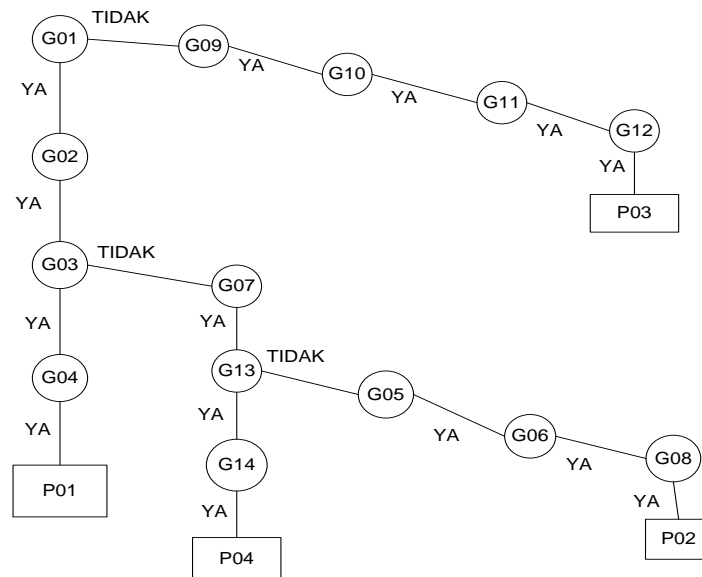 TIDAK
G01
G09
YA
G10
YA
YA
G11
YA
G12
YA
G02
YA
P03
YA
G03
TIDAK
G07
YA
YA
G04
G13
TIDAK
G05
YA
YA
YA
G06
YA
G08
G14
YA
P01
YA
P04
P02